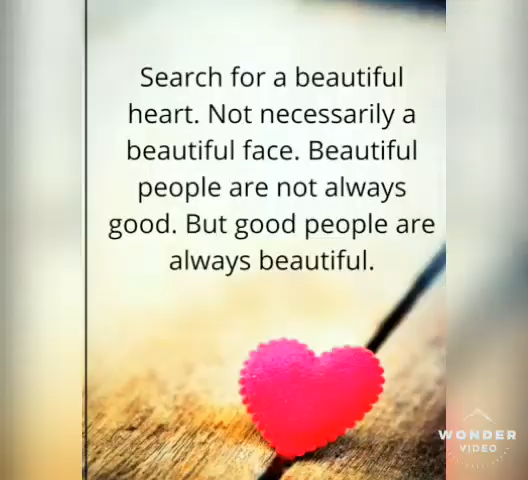 Search for a beautiful
heart. Not necessarily a
beautiful face. Beautiful
people are not always
good. But good people are
always beautiful.
WONDER
VIDEO